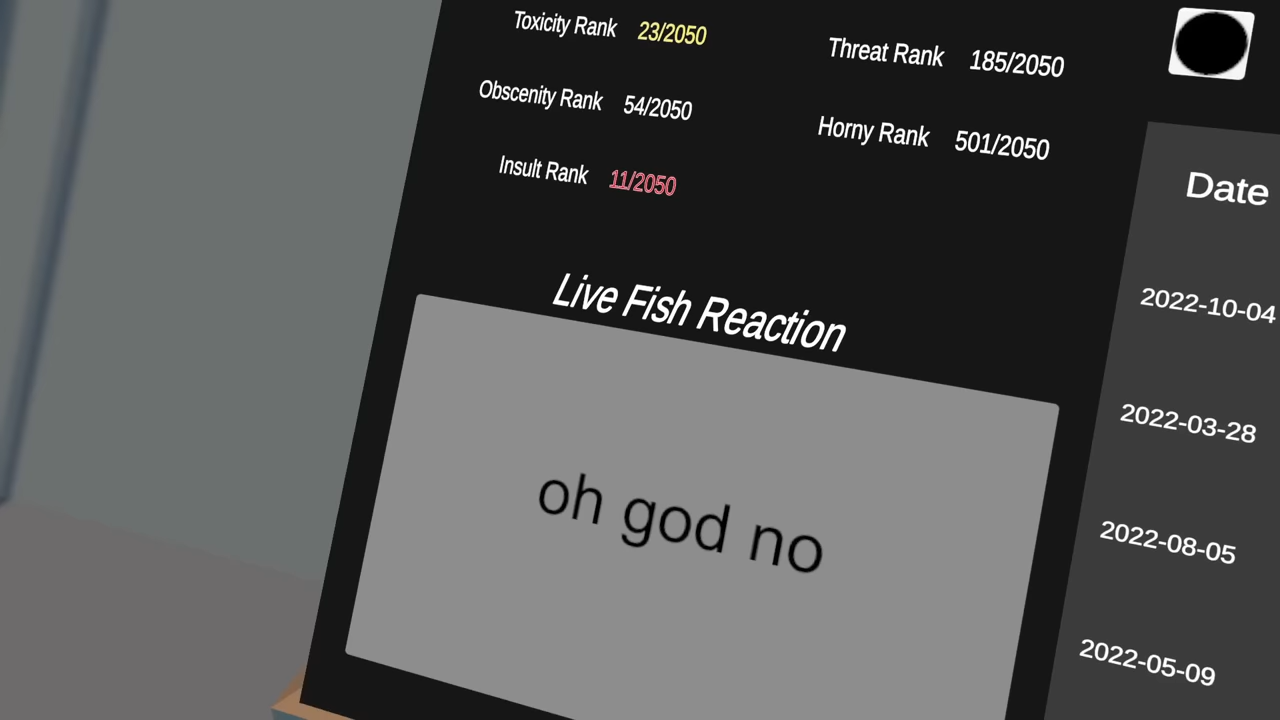 Toxicity Rank 23/2050
Threat Rank 185/2050
Obscenity Rank 54/2050
Horny Rank 501/2050
Insult Rank 11/2050
Live Fish Reaction
oh god no
Date
2022-10-04
2022-03-28
2022-08-05
2022-05-09